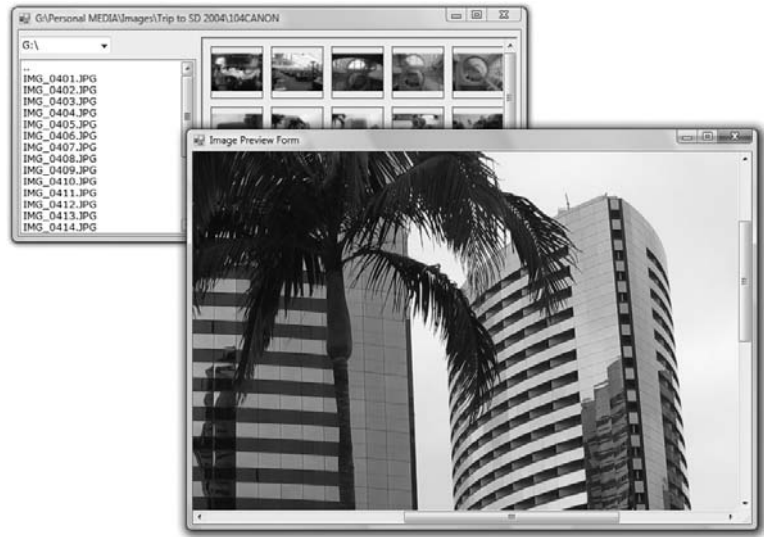 G:\Personal MEDIA\Images\Trip to SD 2004\104CANON
G:\
..
IMG_0401.JPG
IMG_0402.JPG
IMG_0403.JPG
IMG_0404.JPG
IMG_0405.JPG
IMG_0406.JPG
IMG_0407.JPG
IMG_0408.JPG
IMG_0409.JPG
IMG_0410.JPG
IMG_0411.JPG
IMG_0412.JPG
IMG_0413.JPG
IMG_0414.JPG
Image Preview Form